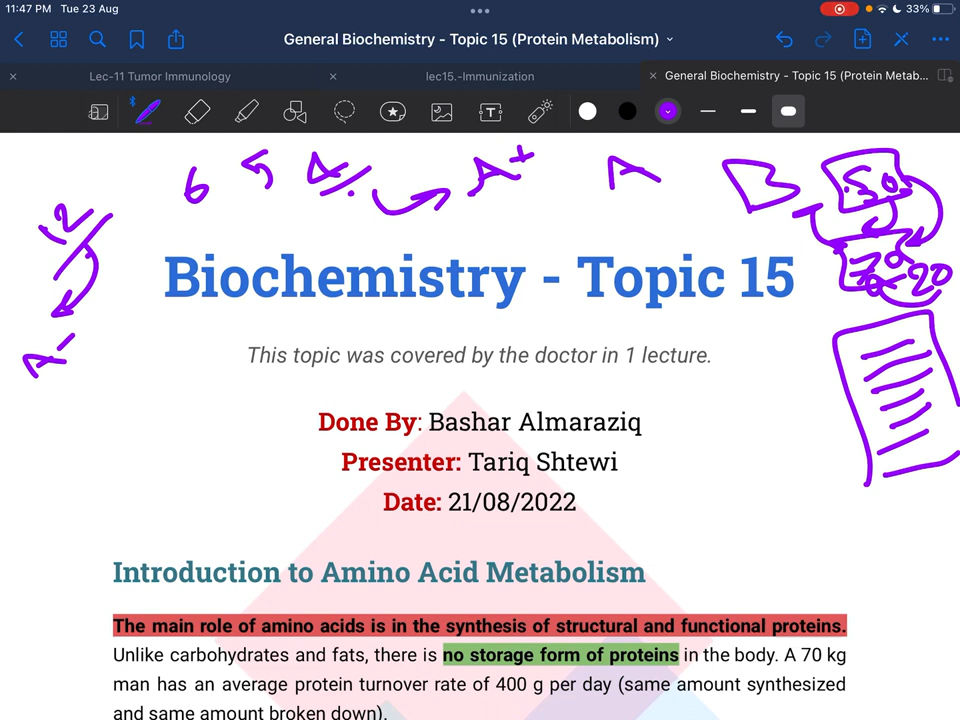 11:47 PM Tue 23 Aug
33%
General Biochemistry - Topic 15 (Protein Metabolism)
Lec-11 Tumor Immunology
lec15.-Immunization
General Biochemistry - Topic 15 (Protein Metab...
6 5 4 A+ A B 50
12
70 20
A-
Biochemistry - Topic 15
This topic was covered by the doctor in 1 lecture.
Done By: Bashar Almaraziq
Presenter: Tariq Shtewi
Date: 21/08/2022
Introduction to Amino Acid Metabolism
The main role of amino acids is in the synthesis of structural and functional proteins.
Unlike carbohydrates and fats, there is no storage form of proteins in the body. A 70 kg
man has an average protein turnover rate of 400 g per day (same amount synthesized
and same amount broken down).